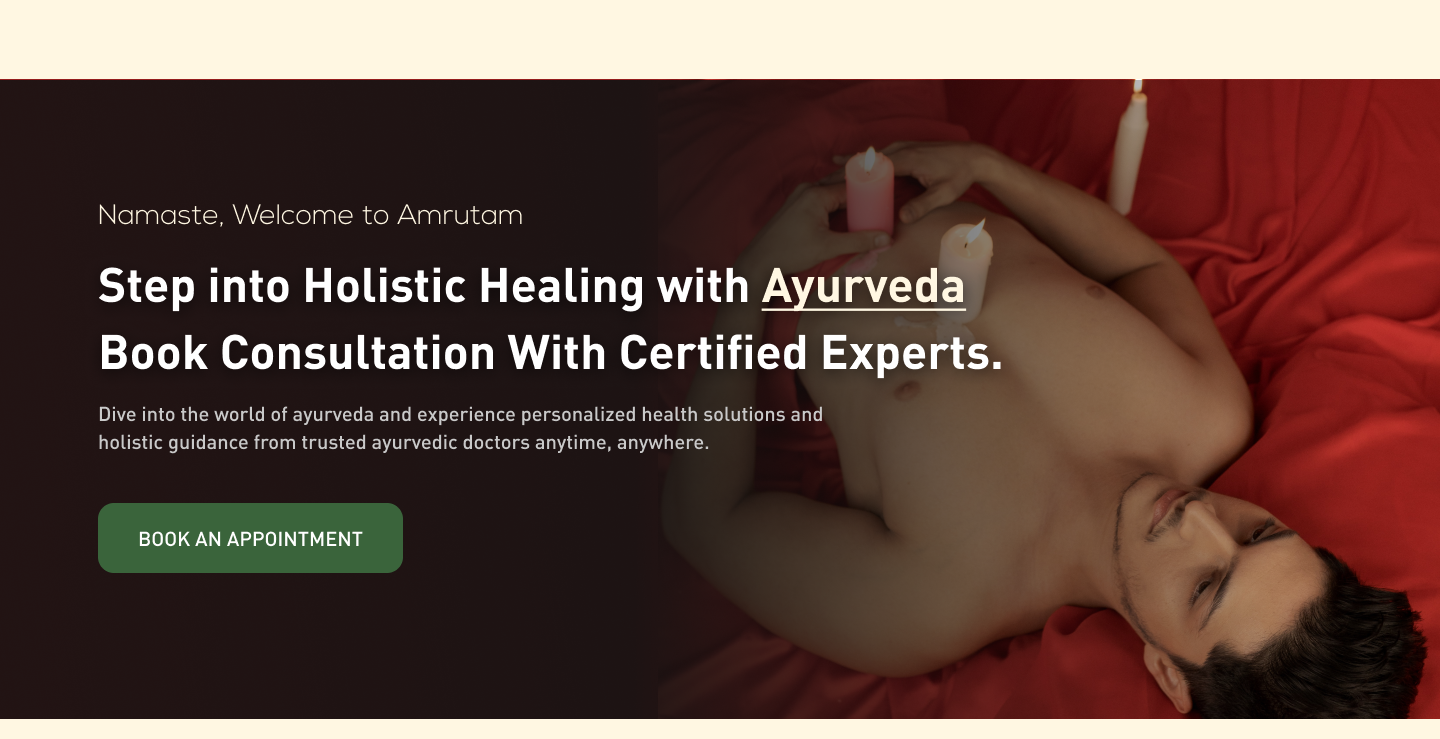 Namaste, Welcome to Amrutam
Step into Holistic Healing with Ayurveda
Book Consultation With Certified Experts.
Dive into the world of ayurveda and experience personalized health solutions and
holistic guidance from trusted ayurvedic doctors anytime, anywhere.
BOOK AN APPOINTMENT